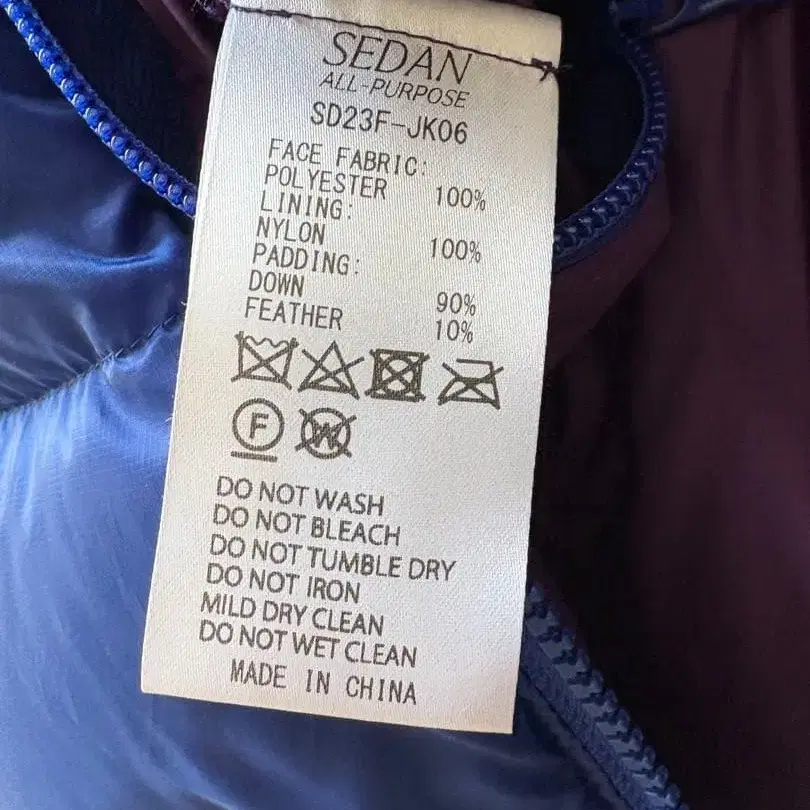 SEDAN
ALL-PURPOSE
SD23F-JK06
FACE FABRIC:
POLYESTER 100%
LINING:
NYLON 100%
PADDING:
DOWN 90%
FEATHER 10%
F W
DO NOT WASH
DO NOT BLEACH
DO NOT TUMBLE DRY
DO NOT IRON
MILD DRY CLEAN
DO NOT WET CLEAN
MADE IN CHINA